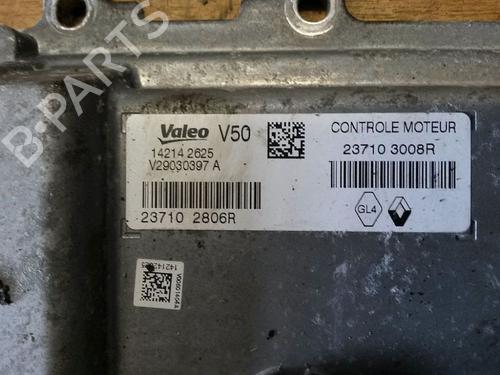 B-PARTS
Valeo V50
14214 2625
V29030397 A
23710 2806R
CONTROLE MOTEUR
23710 3008R
GL4